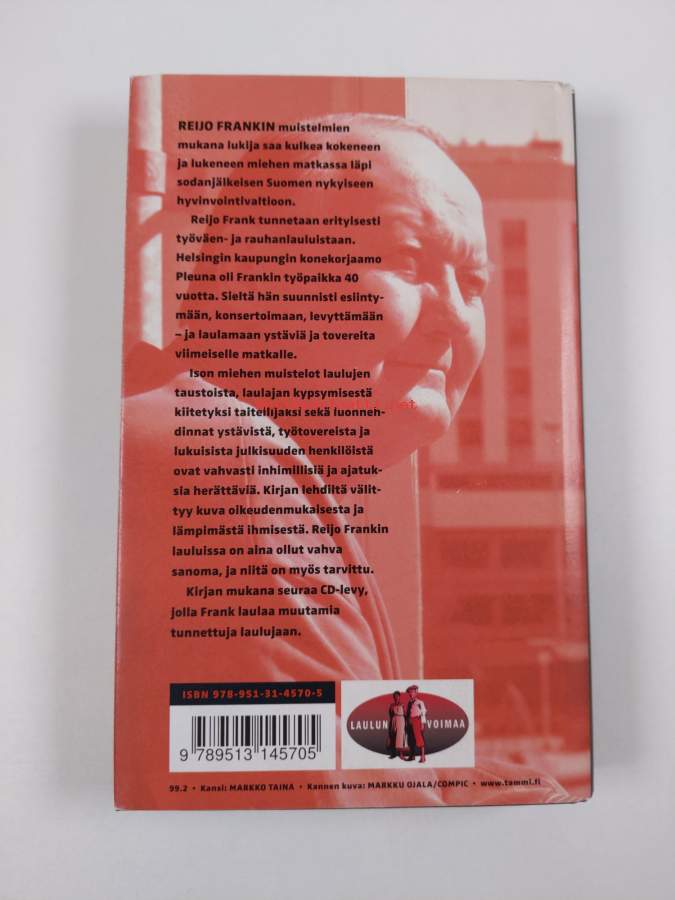 REIJO FRANKIN muistelmien
mukana lukija saa kulkea kokeneen
ja lukeneen miehen matkassa läpi
sodanjälkeisen Suomen nykyiseen
hyvinvointivaltioon.
Reijo Frank tunnetaan erityisesti
työväen- ja rauhanlauluistaan.
Helsingin kaupungin konekorjaamo
Pleuna oli Frankin työpaikka 40
vuotta. Sieltä hän suunnisti esiinty-
mään, konsertoimaan, levyttämään
– ja laulamaan ystäviä ja tovereita
viimeiselle matkalle.
Ison miehen muistelot laulujen
taustoista, laulajan kypsymisestä
kiitetyksi taiteilijaksi sekä luonneh-
dinnat ystävistä, työtovereista ja
lukuisista julkisuuden henkilöistä
ovat vahvasti inhimillisiä ja ajatuk-
sia herättäviä. Kirjan lehdiltä välit-
tyy kuva oikeudenmukaisesta ja
lämpimästä ihmisestä. Reijo Frankin
lauluissa on aina ollut vahva
sanoma, ja niitä on myös tarvittu.
Kirjan mukana seuraa CD-levy,
jolla Frank laulaa muutamia
tunnettuja laulujaan.
ISBN 978-951-31-4570-5
LAULUN VOIMAA
9 789513 145705
99.2 • Kansi: MARKKO TAINA • Kannen kuva: MARKKU OJALA/COMPIC • www.tammi.fi